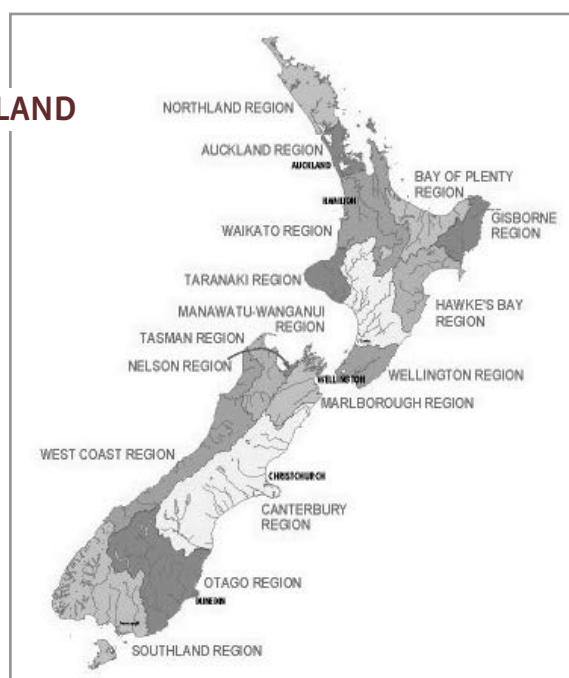 LAND
NORTHLAND REGION
AUCKLAND REGION
AUCKLAND
BAY OF PLENTY
REGION
HAMILTON
GISBORNE
REGION
WAIKATO REGION
TARANAKI REGION
HAWKE'S BAY
REGION
MANAWATU-WANGANUI
REGION
TASMAN REGION
NELSON REGION
WELLINGTON
WELLINGTON REGION
MARLBOROUGH REGION
WEST COAST REGION
CHRISTCHURCH
CANTERBURY
REGION
OTAGO REGION
DUNEDIN
SOUTHLAND REGION